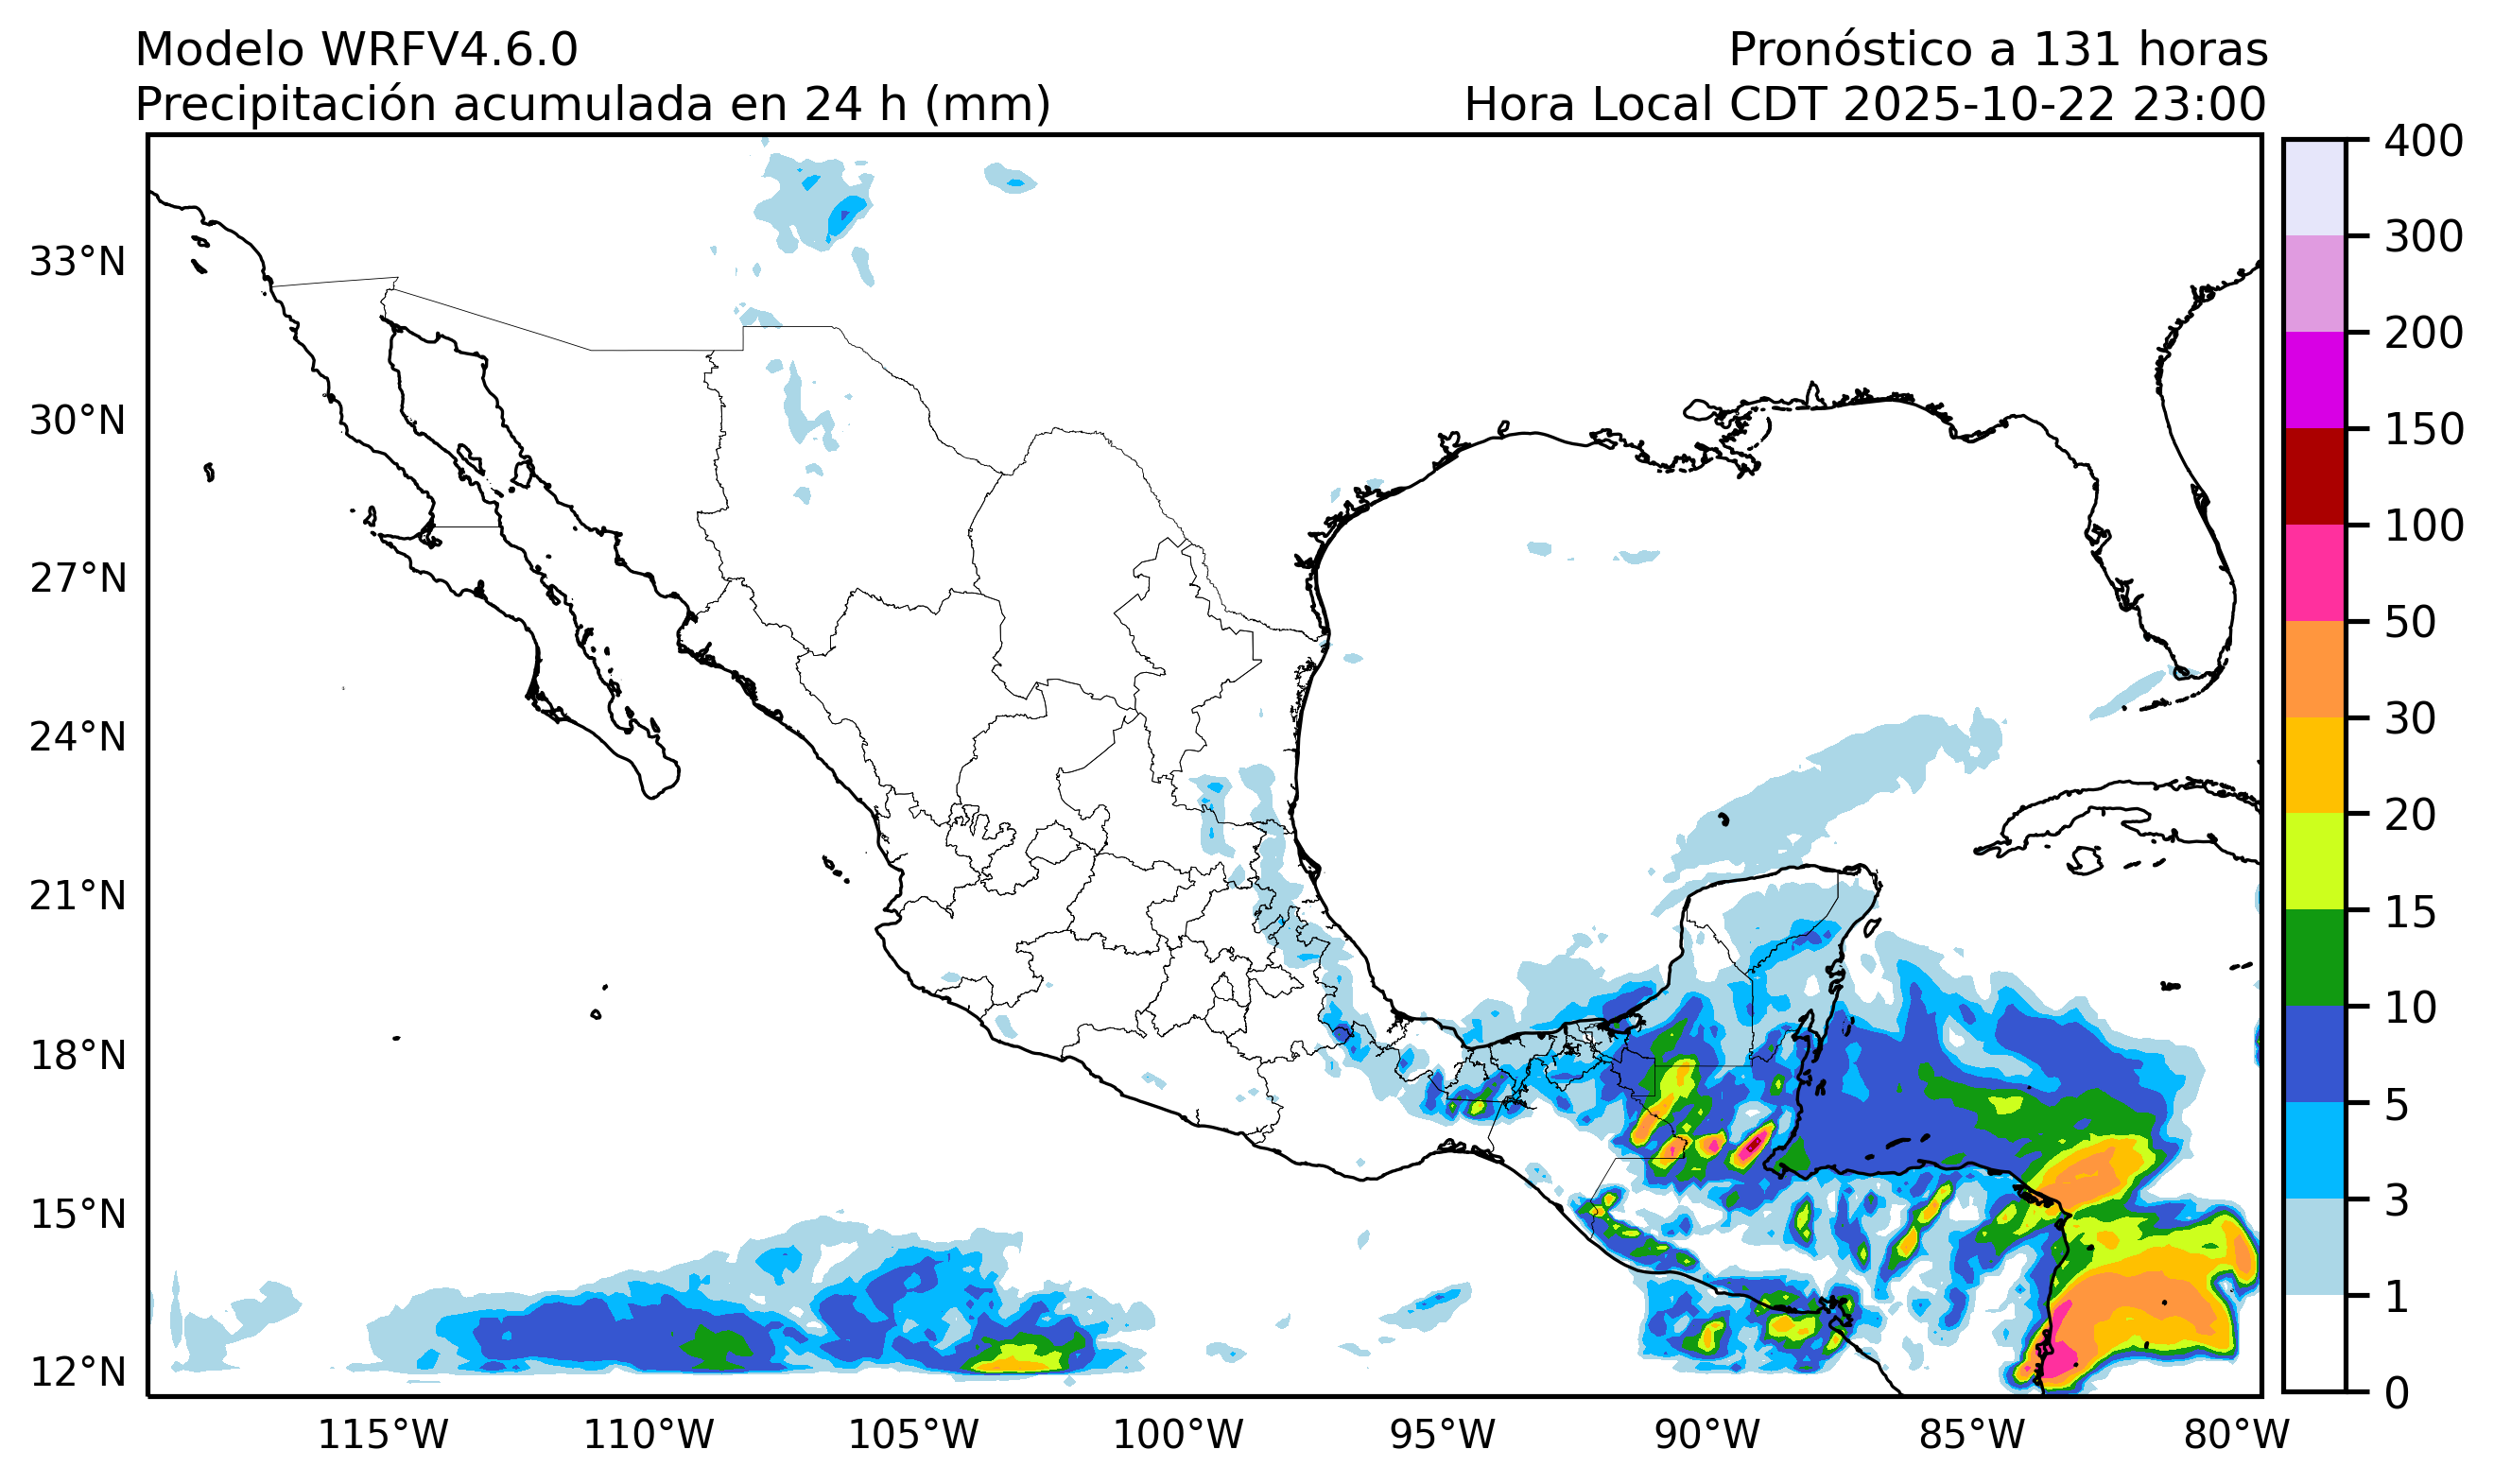 Modelo WRFV4.6.0
Pronóstico a 131 horas
Precipitación acumulada en 24 h (mm)
Hora Local CDT 2025-10-22 23:00
33°N
30°N
27°N
24°N
21°N
18°N
15°N
12°N
115°W
110°W
105°W
100°W
95°W
90°W
85°W
80°W
400
300
200
150
100
50
30
20
15
10
5
3
1
0